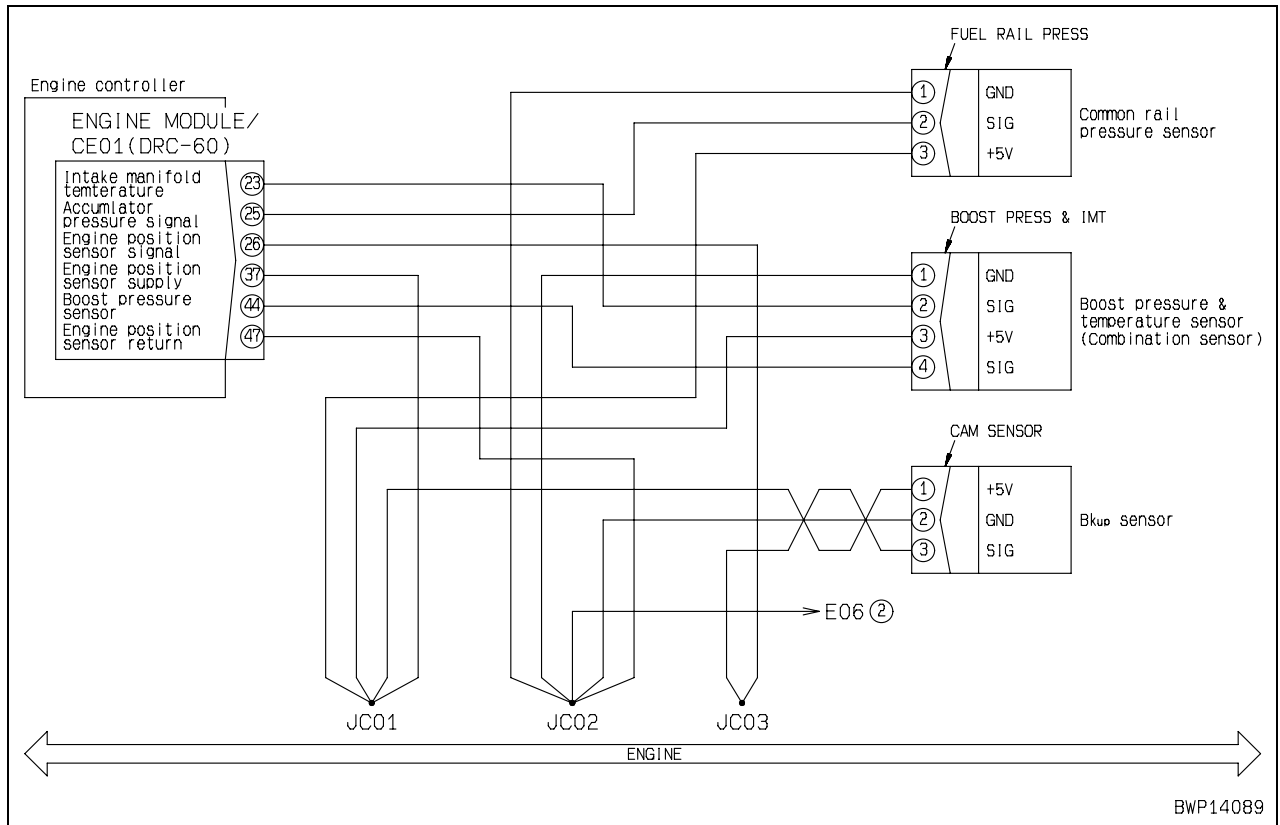 FUEL RAIL PRESS
Engine controller
ENGINE MODULE/
CE01(DRC-60)
Intake manifold
temterature
23
Accumlator
pressure signal
25
Engine position
sensor signal
26
Engine position
sensor supply
37
Boost pressure
sensor
44
Engine position
sensor return
47
1 GND
2 SIG
3 +5V
Common rail
pressure sensor
BOOST PRESS & IMT
1 GND
2 SIG
3 +5V
4 SIG
Boost pressure &
temperature sensor
(Combination sensor)
CAM SENSOR
1 +5V
2 GND
3 SIG
Bkup sensor
E06 2
JC01
JC02
JC03
ENGINE
BWP14089